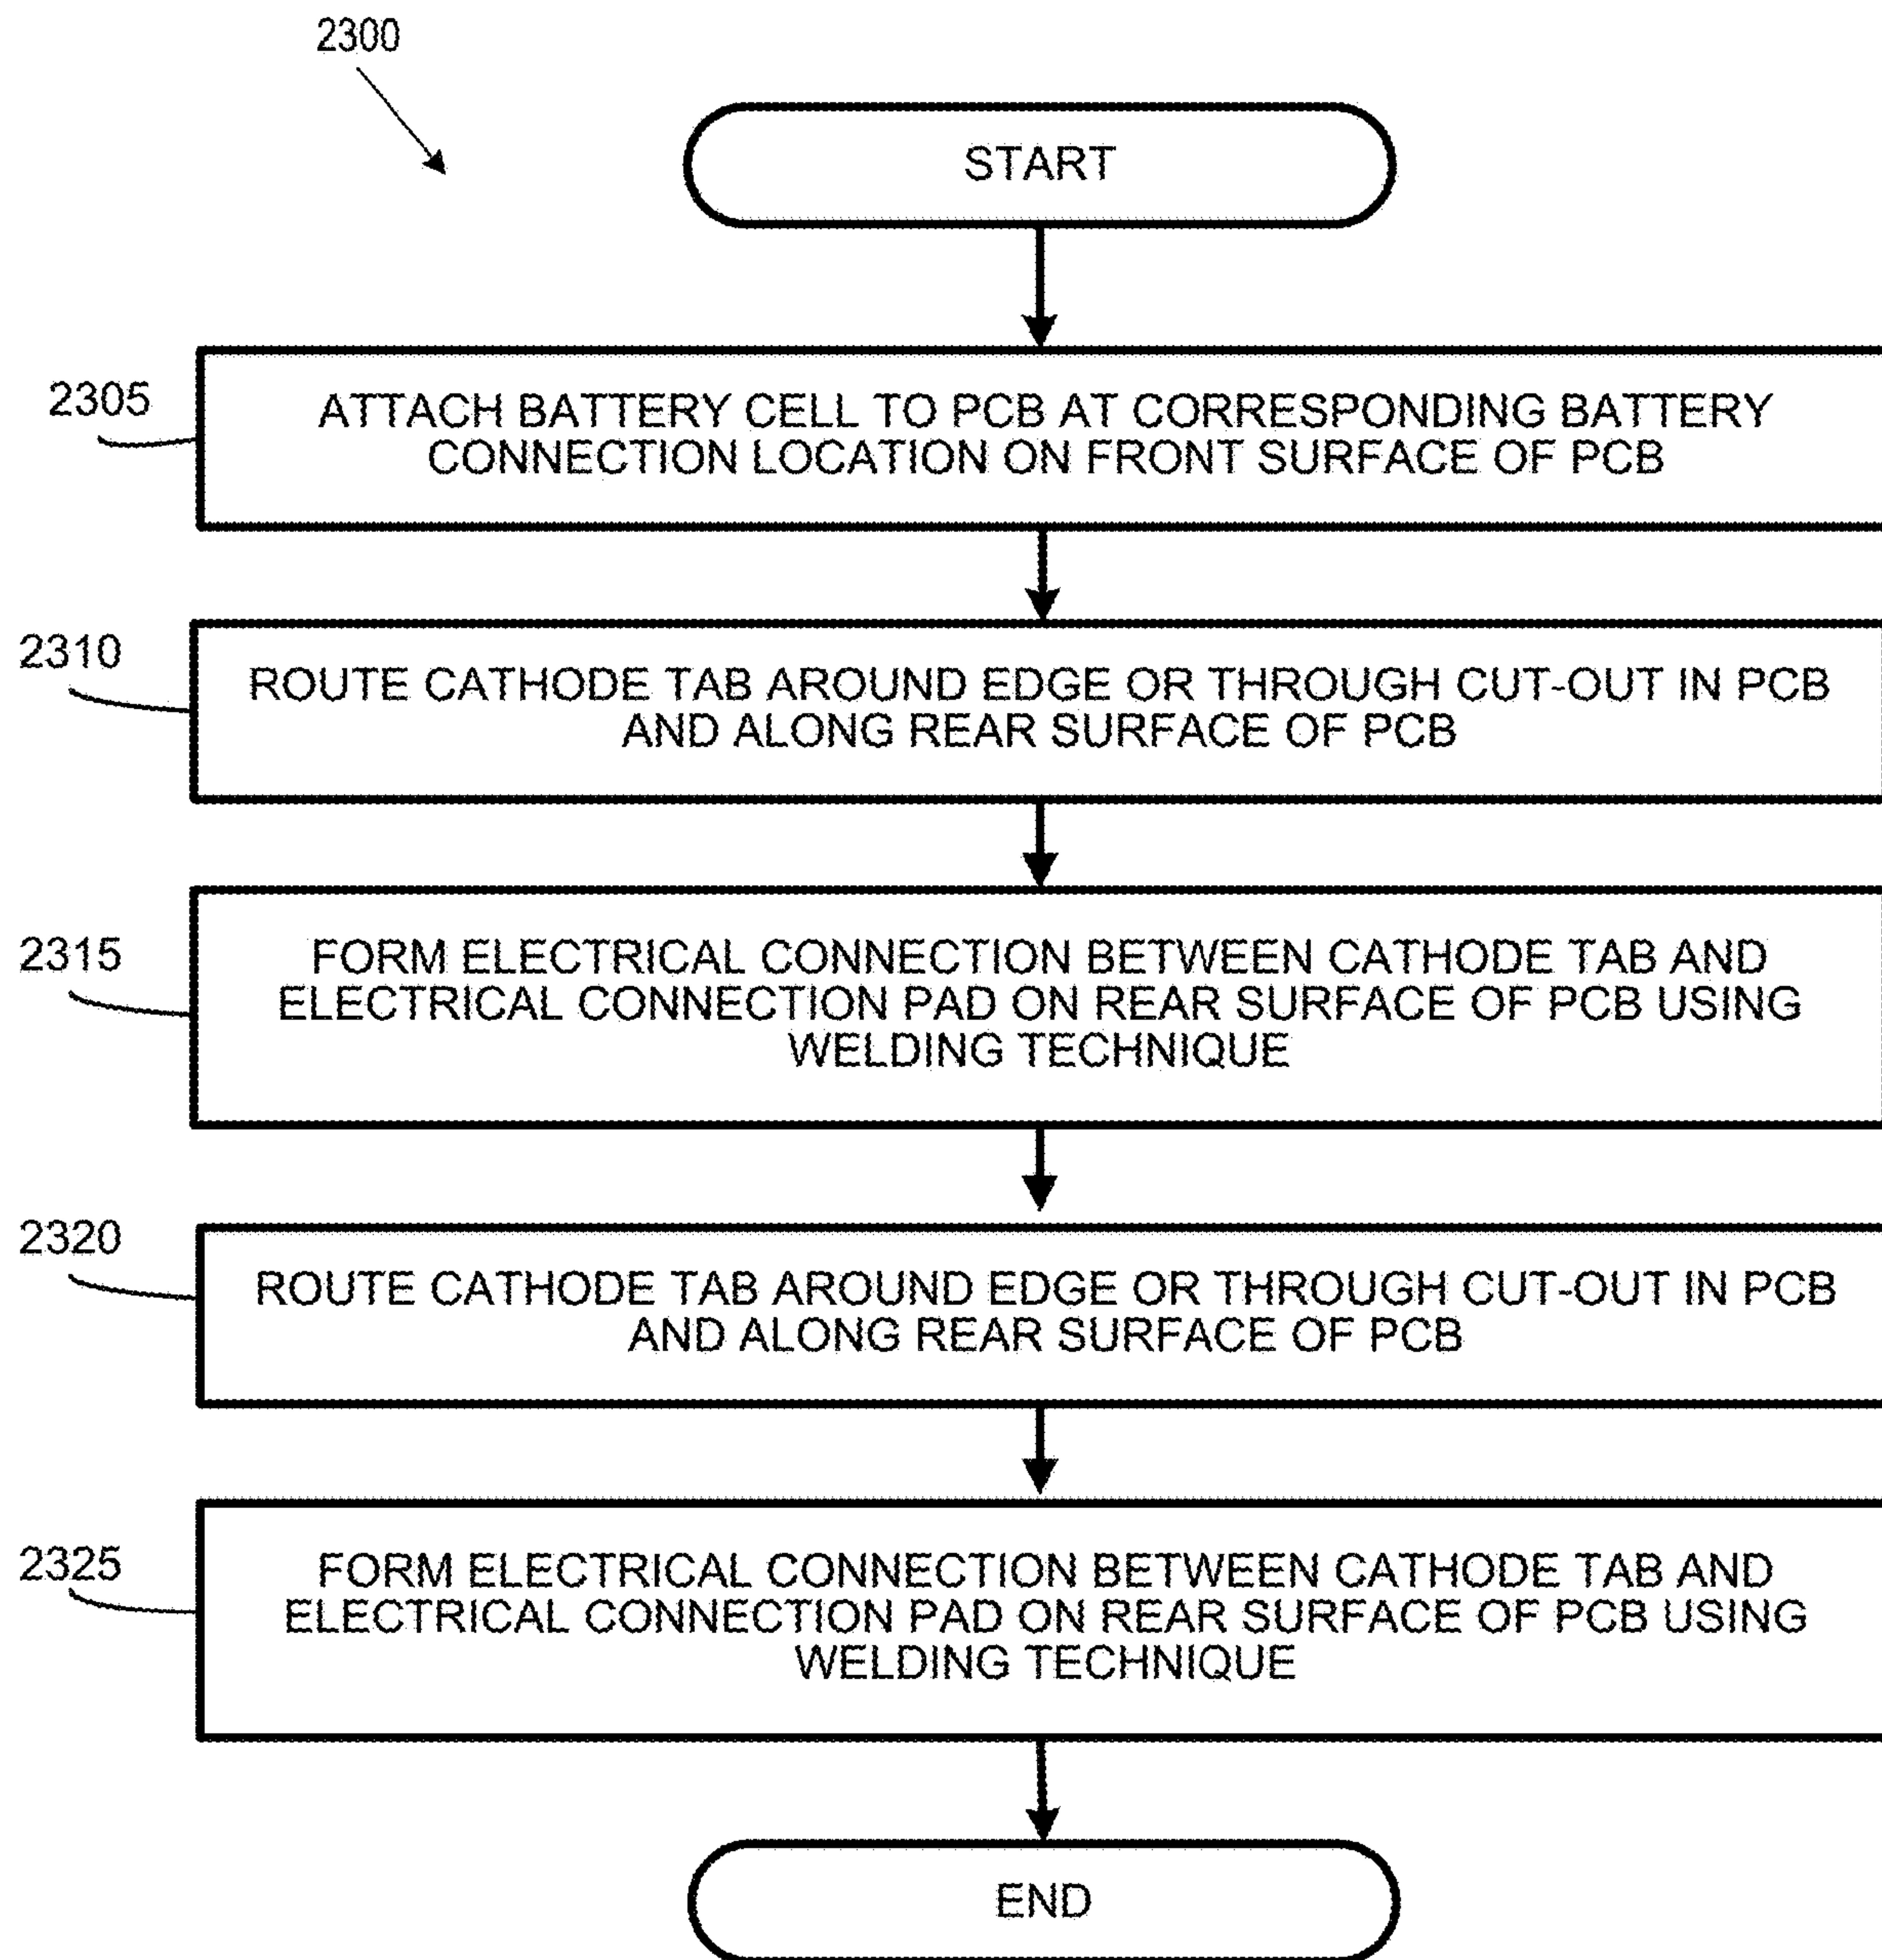 2300
START
2305
ATTACH BATTERY CELL TO PCB AT CORRESPONDING BATTERY
CONNECTION LOCATION ON FRONT SURFACE OF PCB
2310
ROUTE CATHODE TAB AROUND EDGE OR THROUGH CUT-OUT IN PCB
AND ALONG REAR SURFACE OF PCB
2315
FORM ELECTRICAL CONNECTION BETWEEN CATHODE TAB AND
ELECTRICAL CONNECTION PAD ON REAR SURFACE OF PCB USING
WELDING TECHNIQUE
2320
ROUTE CATHODE TAB AROUND EDGE OR THROUGH CUT-OUT IN PCB
AND ALONG REAR SURFACE OF PCB
2325
FORM ELECTRICAL CONNECTION BETWEEN CATHODE TAB AND
ELECTRICAL CONNECTION PAD ON REAR SURFACE OF PCB USING
WELDING TECHNIQUE
END